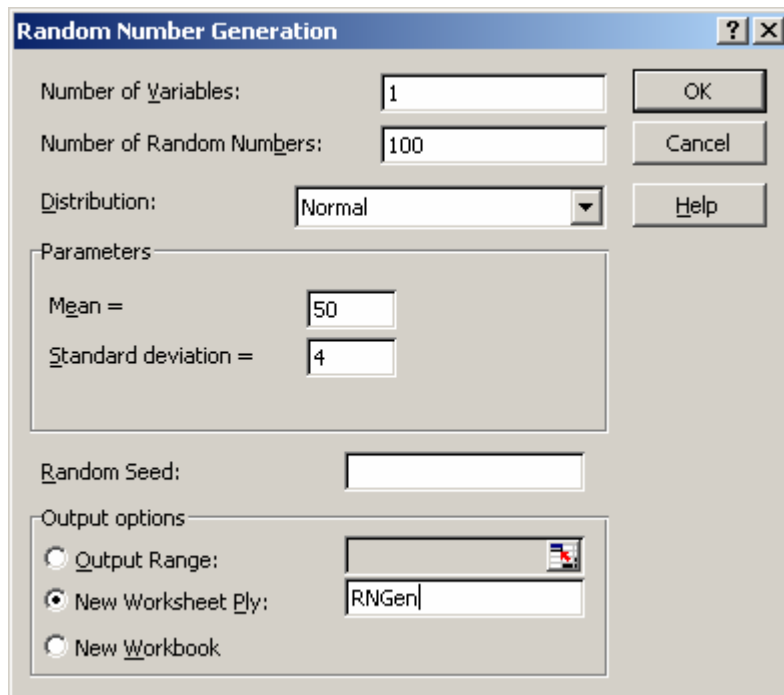 Random Number Generation
Number of Variables: 1 OK
Number of Random Numbers: 100 Cancel
Distribution: Normal Help
Parameters
Mean = 50
Standard deviation = 4
Random Seed:
Output options
Output Range:
New Worksheet Ply: RNGen
New Workbook